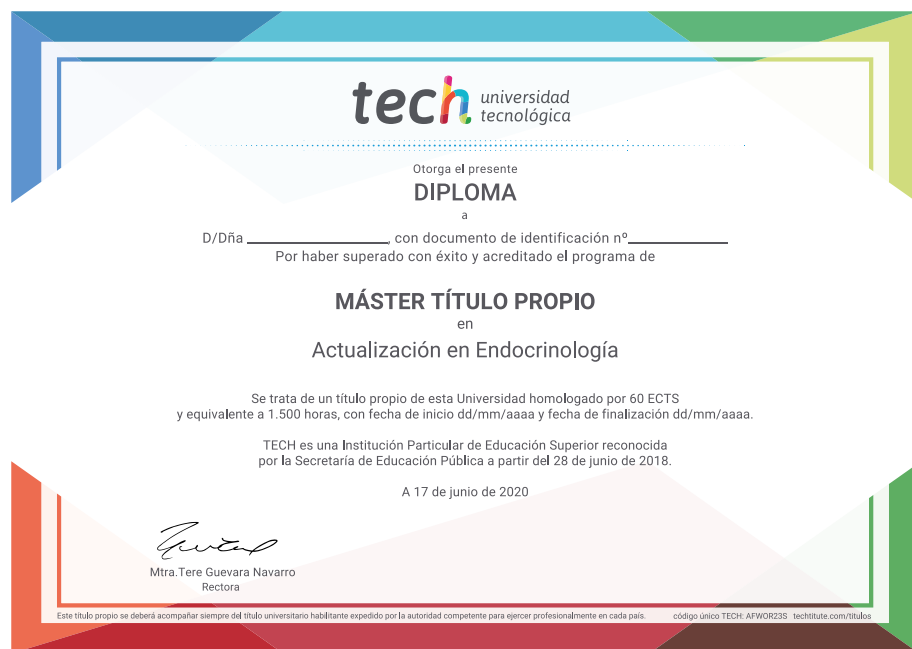 tech universidad
tecnológica
Otorga el presente
DIPLOMA
a
D/Dña ____________________, con documento de identificación nº______________
Por haber superado con éxito y acreditado el programa de
MÁSTER TÍTULO PROPIO
en
Actualización en Endocrinología
Se trata de un título propio de esta Universidad homologado por 60 ECTS
y equivalente a 1.500 horas, con fecha de inicio dd/mm/aaaa y fecha de finalización dd/mm/aaaa.
TECH es una Institución Particular de Educación Superior reconocida
por la Secretaría de Educación Pública a partir del 28 de junio de 2018.
A 17 de junio de 2020
Mtra.Tere Guevara Navarro
Rectora
Este título propio se deberá acompañar siempre del título universitario habilitante expedido por la autoridad competente para ejercer profesionalmente en cada país. código único TECH: AFWOR23S techtitute.com/titulos